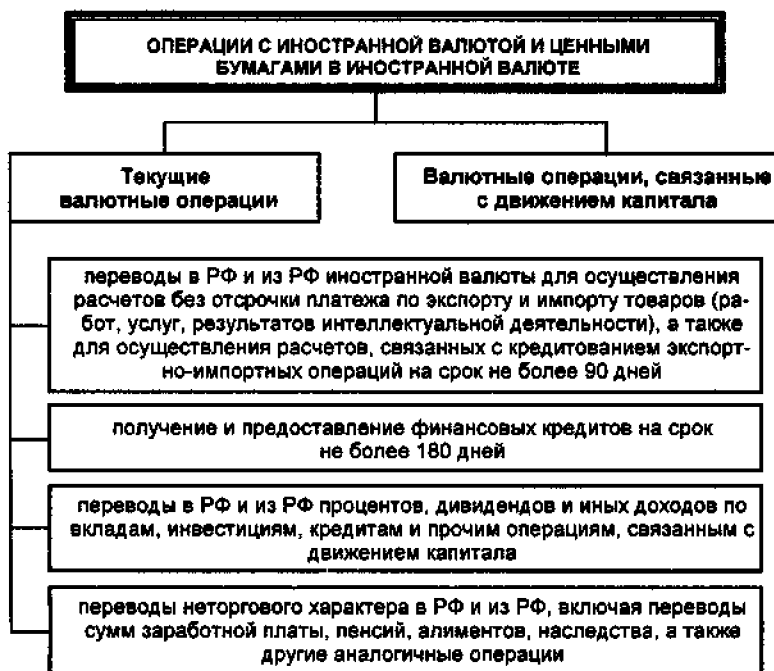 ОПЕРАЦИИ С ИНОСТРАННОЙ ВАЛЮТОЙ И ЦЕННЫМИ
БУМАГАМИ В ИНОСТРАННОЙ ВАЛЮТЕ
Текущие
валютные операции
Валютные операции, связанные
с движением капитала
переводы в РФ и из РФ иностранной валюты для осуществления
расчетов без отсрочки платежа по экспорту и импорту товаров (ра-
бот, услуг, результатов интеллектуальной деятельности), а также
для осуществления расчетов, связанных с кредитованием экспорт-
но-импортных операций на срок не более 90 дней
получение и предоставление финансовых кредитов на срок
не более 180 дней
переводы в РФ и из РФ процентов, дивидендов и иных доходов по
вкладам, инвестициям, кредитам и прочим операциям, связанным с
движением капитала
переводы неторгового характера в РФ и из РФ, включая переводы
сумм заработной платы, пенсий, алиментов, наследства, а также
другие аналогичные операции